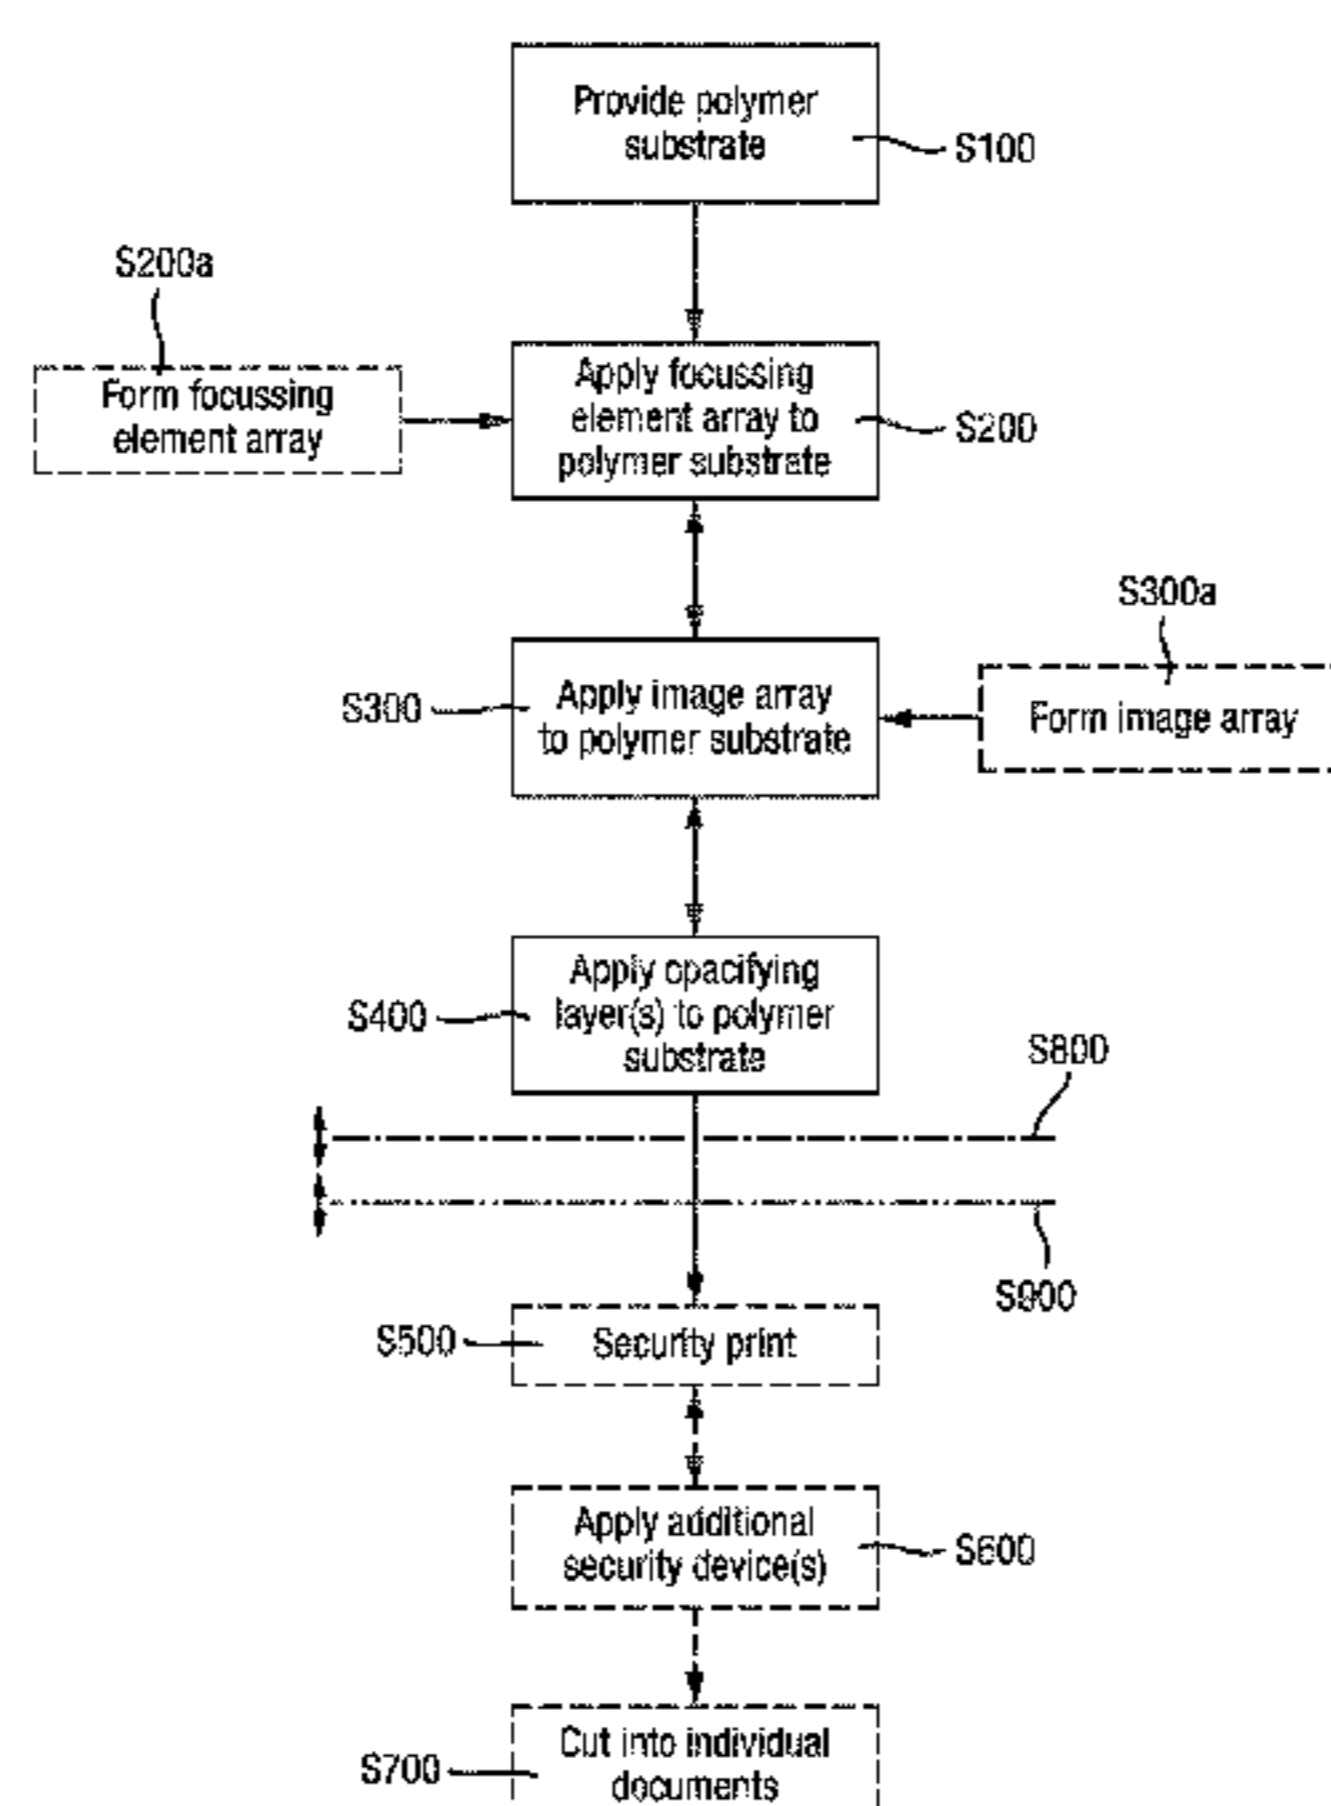 Provide polymer
substrate
S100
S200a
Form focussing
element array
Apply focussing
element array to
polymer substrate
S200
S300a
S300
Apply image array
to polymer substrate
Form image array
Apply opacifying
layer(s) to polymer
substrate
S400
S800
S900
S500
Security print
Apply additional
security device(s)
S600
Cut into individual
documents
S700